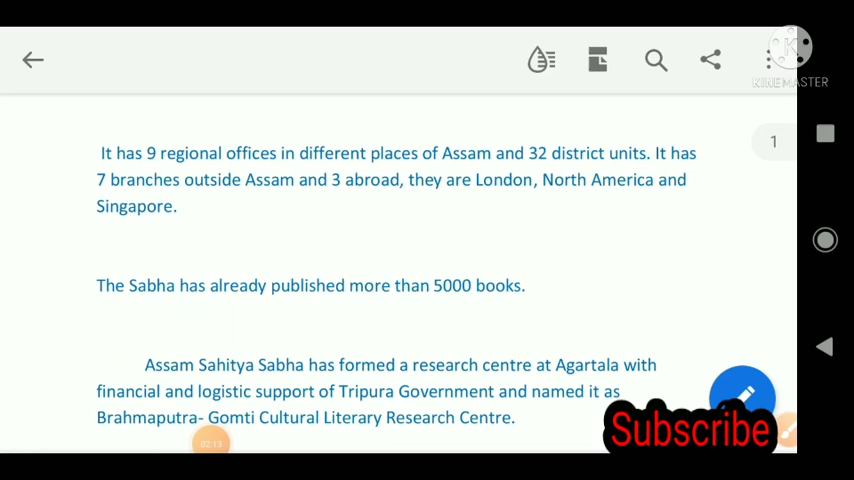 KINEMASTER
1
It has 9 regional offices in different places of Assam and 32 district units. It has
7 branches outside Assam and 3 abroad, they are London, North America and
Singapore.
The Sabha has already published more than 5000 books.
Assam Sahitya Sabha has formed a research centre at Agartala with
financial and logistic support of Tripura Government and named it as
Brahmaputra- Gomti Cultural Literary Research Centre.
Subscribe
02:13